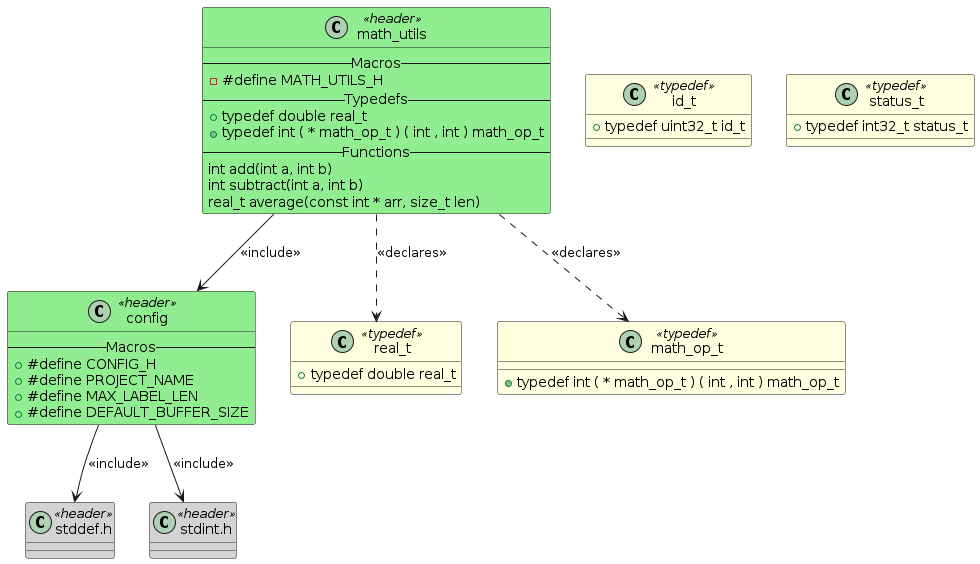 C
«header»
math_utils
Macros
#define MATH_UTILS_H
Typedefs
typedef double real_t
typedef int ( * math_op_t ) ( int , int ) math_op_t
Functions
int add(int a, int b)
int subtract(int a, int b)
real_t average(const int * arr, size_t len)
C
«typedef»
id_t
typedef uint32_t id_t
C
«typedef»
status_t
typedef int32_t status_t
«include»
«declares»
«declares»
C
«header»
config
Macros
#define CONFIG_H
#define PROJECT_NAME
#define MAX_LABEL_LEN
#define DEFAULT_BUFFER_SIZE
C
«typedef»
real_t
typedef double real_t
C
«typedef»
math_op_t
typedef int ( * math_op_t ) ( int , int ) math_op_t
«include»
«include»
C
«header»
stddef.h
C
«header»
stdint.h